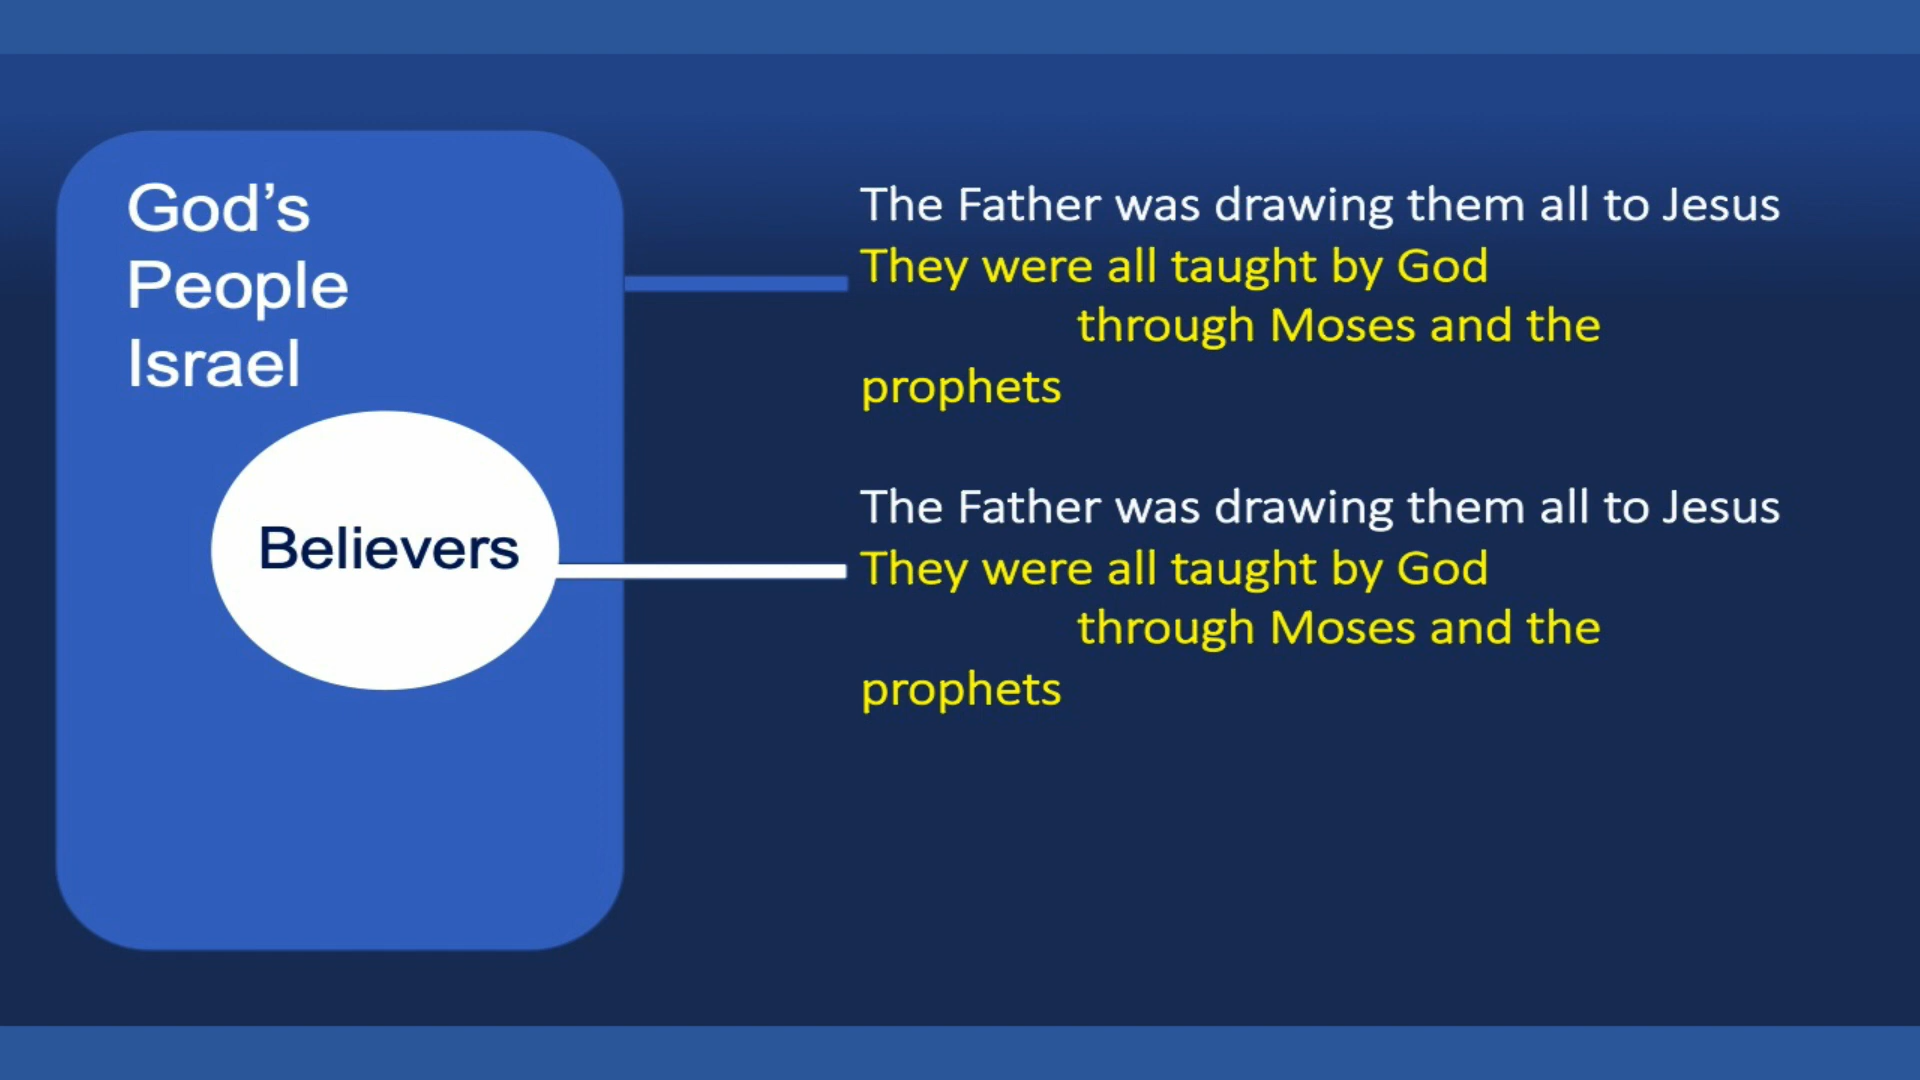 God’s
People
Israel
Believers
The Father was drawing them all to Jesus
They were all taught by God
through Moses and the
prophets
The Father was drawing them all to Jesus
They were all taught by God
through Moses and the
prophets